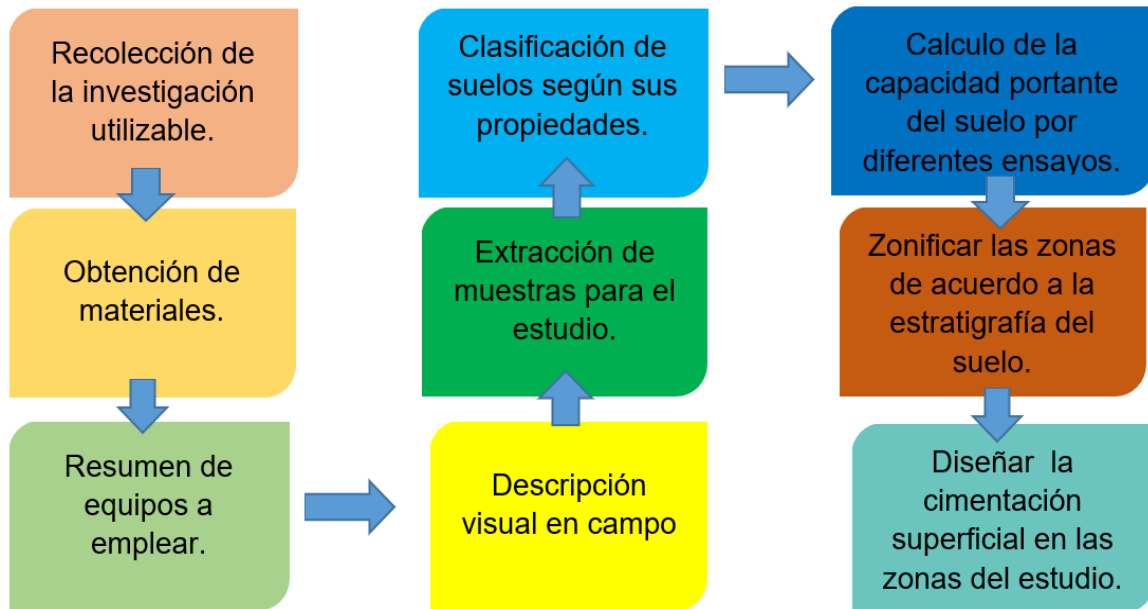 Recolección de
la investigación
utilizable.
Obtención de
materiales.
Resumen de
equipos a
emplear.
Descripción
visual en campo
Extracción de
muestras para el
estudio.
Clasificación de
suelos según sus
propiedades.
Calculo de la
capacidad portante
del suelo por
diferentes ensayos.
Zonificar las zonas
de acuerdo a la
estratigrafía del
suelo.
Diseñar la
cimentación
superficial en las
zonas del estudio.